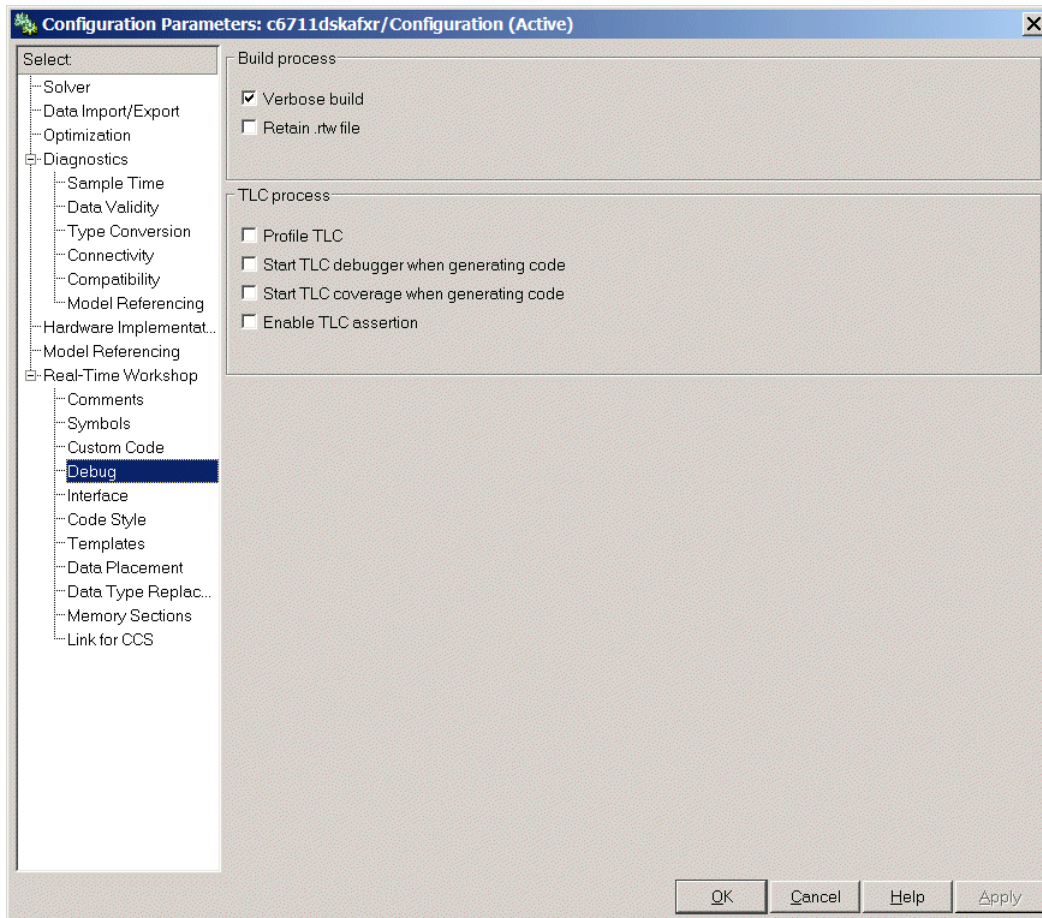 Configuration Parameters: c6711dskafxr/Configuration (Active)
Select:
Solver
Data Import/Export
Optimization
Diagnostics
Sample Time
Data Validity
Type Conversion
Connectivity
Compatibility
Model Referencing
Hardware Implementat...
Model Referencing
Real-Time Workshop
Comments
Symbols
Custom Code
Debug
Interface
Code Style
Templates
Data Placement
Data Type Replac...
Memory Sections
Link for CCS
Build process
Verbose build
Retain .rtw file
TLC process
Profile TLC
Start TLC debugger when generating code
Start TLC coverage when generating code
Enable TLC assertion
OK Cancel Help Apply